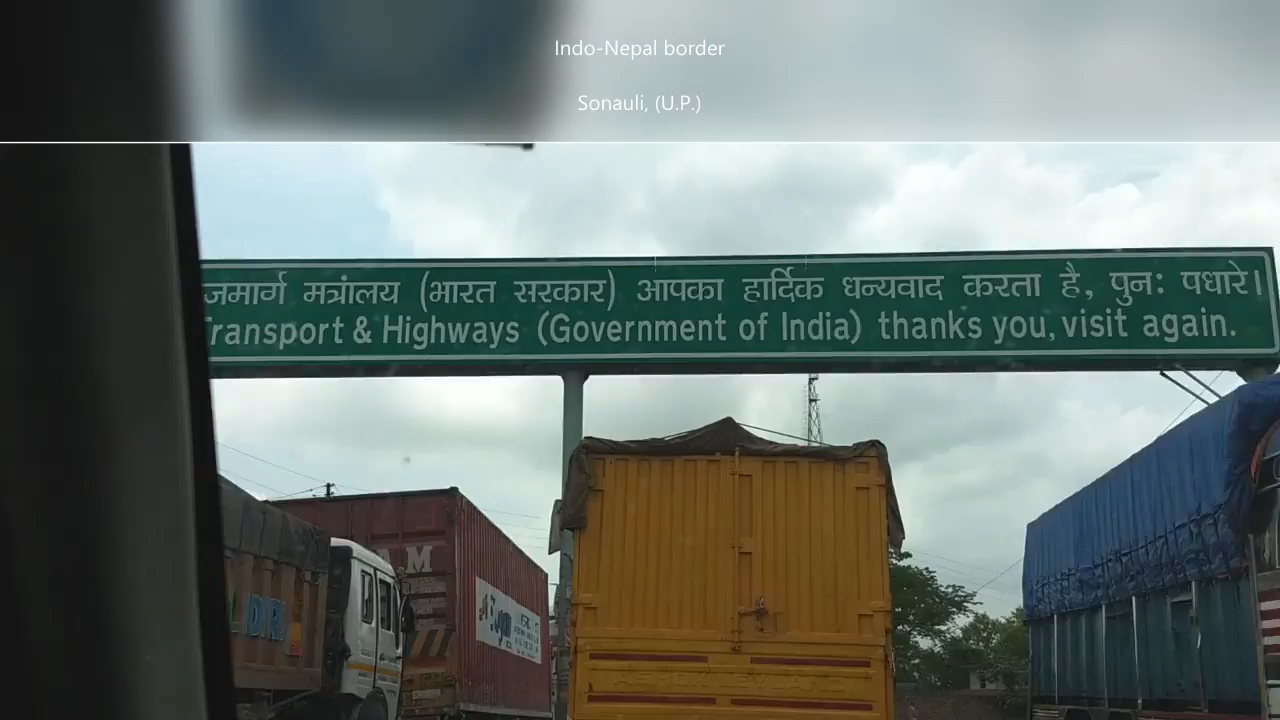 Indo-Nepal border
Sonauli, (U.P.)
जमार्ग मत्रांलय (भारत सरकार) आपका हार्दिक धन्यवाद करता है, पुनः पधारे।
Transport & Highways (Government of India) thanks you, visit again.